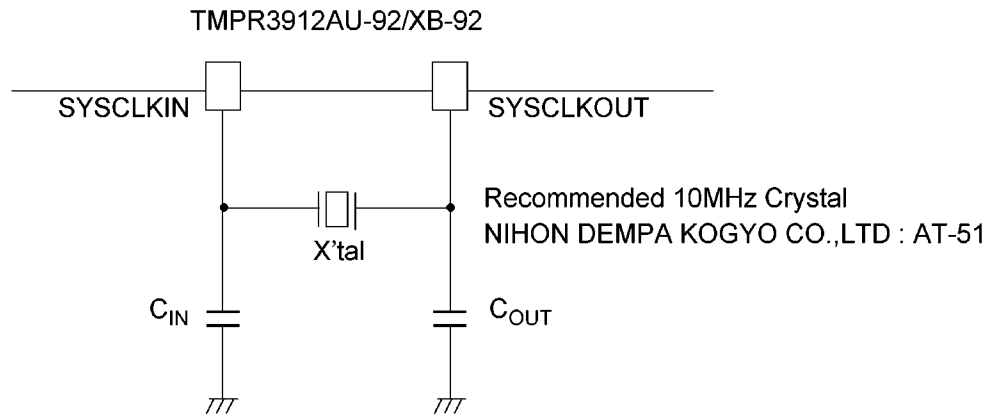 TMPR3912AU-92/XB-92
SYSCLKIN
SYSCLKOUT
Recommended 10MHz Crystal
NIHON DEMPA KOGYO CO.,LTD : AT-51
X'tal
CIN
COUT